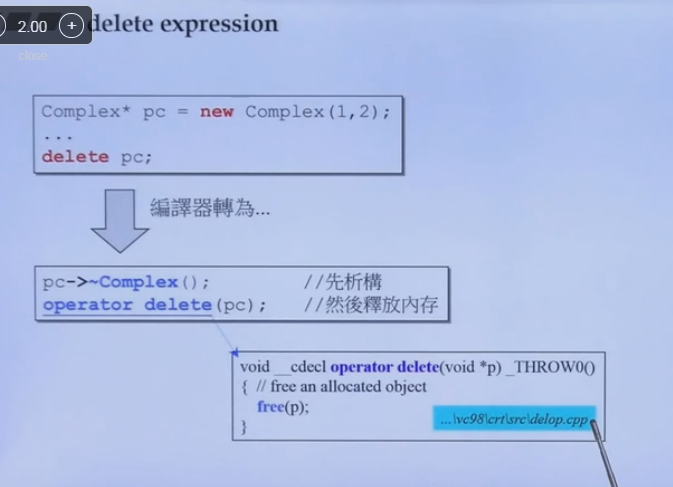 2.00 +
delete expression
close
Complex* pc = new Complex(1,2);
...
delete pc;
編譯器轉為...
pc->~Complex(); //先析構
operator delete(pc); //然後釋放內存
void __cdecl operator delete(void *p) _THROW0()
{ // free an allocated object
free(p);
}
...\vc98\crt\src\delop.cpp